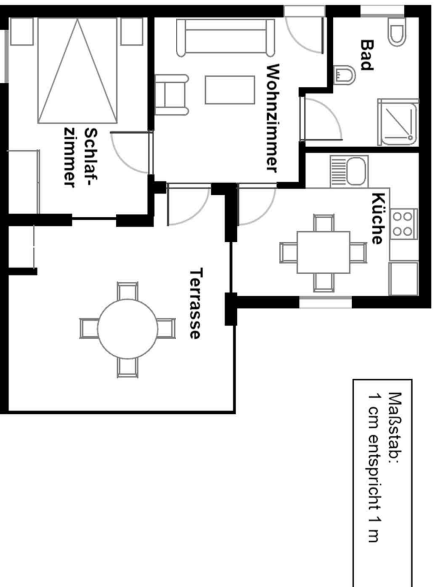 Bad
Wohnzimmer
Schlaf-
zimmer
Küche
Terrasse
Maßstab:
1 cm entspricht 1 m